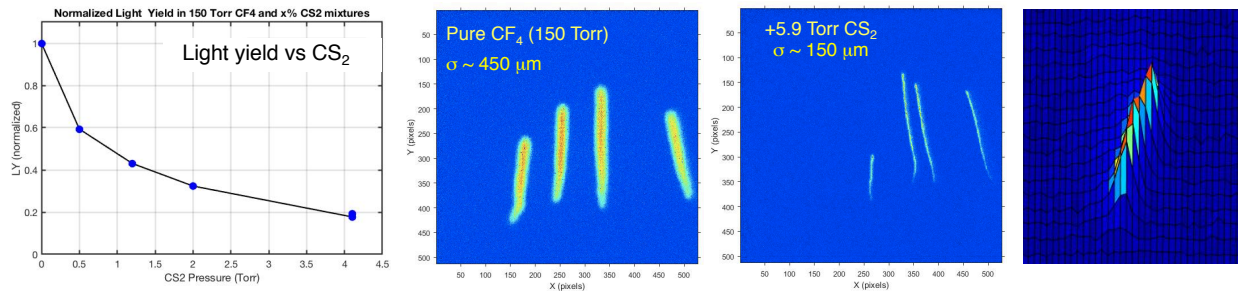 Normalized Light Yield in 150 Torr CF4 and x% CS2 mixtures
Light yield vs CS2
LY (normalized)
1
0.8
0.6
0.4
0.2
0
0 0.5 1 1.5 2 2.5 3 3.5 4 4.5
CS2 Pressure (Torr)
Pure CF4 (150 Torr)
σ ~ 450 μm
Y (pixels)
0
50
100
150
200
250
300
350
400
450
500
50 100 150 200 250 300 350 400 450 500
X (pixels)
+5.9 Torr CS2
σ ~ 150 μm
Y (pixels)
0
50
100
150
200
250
300
350
400
450
500
50 100 150 200 250 300 350 400 450 500
X (pixels)